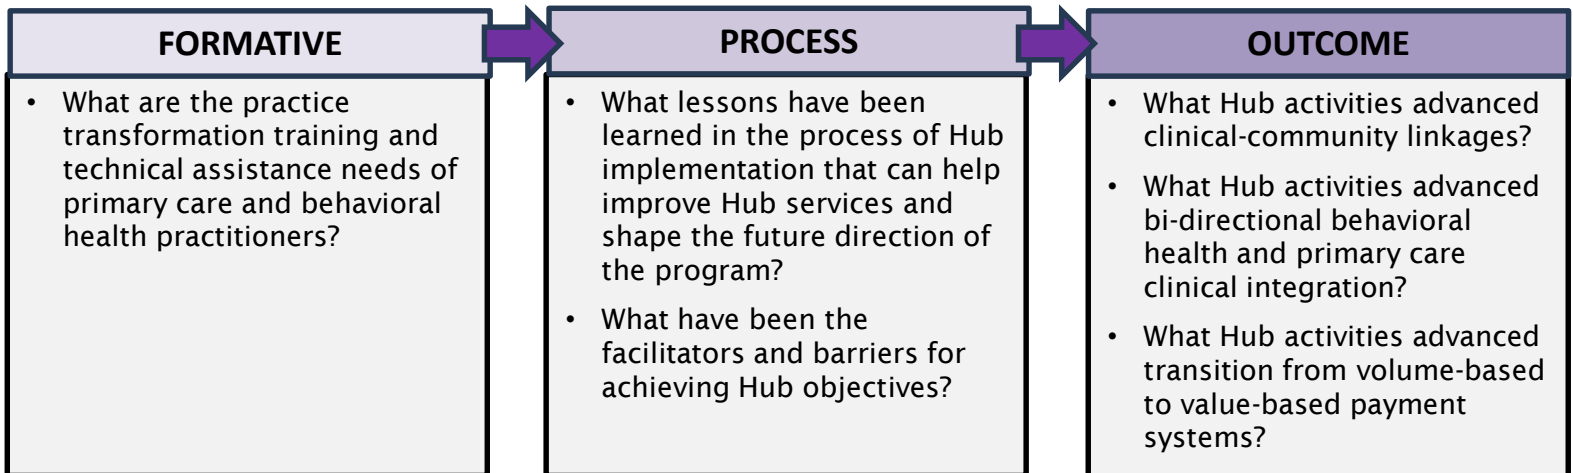 FORMATIVE
• What are the practice
transformation training and
technical assistance needs of
primary care and behavioral
health practitioners?
PROCESS
• What lessons have been
learned in the process of Hub
implementation that can help
improve Hub services and
shape the future direction of
the program?
• What have been the
facilitators and barriers for
achieving Hub objectives?
OUTCOME
• What Hub activities advanced
clinical-community linkages?
• What Hub activities advanced
bi-directional behavioral
health and primary care
clinical integration?
• What Hub activities advanced
transition from volume-based
to value-based payment
systems?